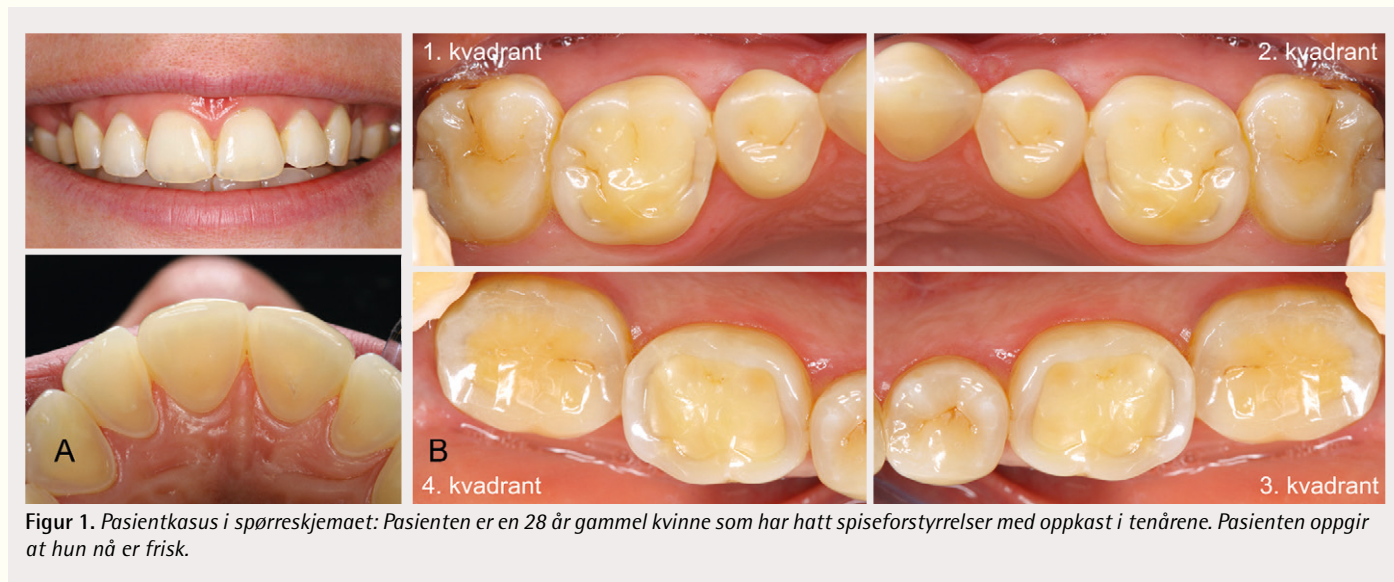 1. kvadrant
2. kvadrant
A
B
4. kvadrant
3. kvadrant
Figur 1. Pasientkasus i spørreskjemaet: Pasienten er en 28 år gammel kvinne som har hatt spiseforstyrrelser med oppkast i tenårene. Pasienten oppgir
at hun nå er frisk.